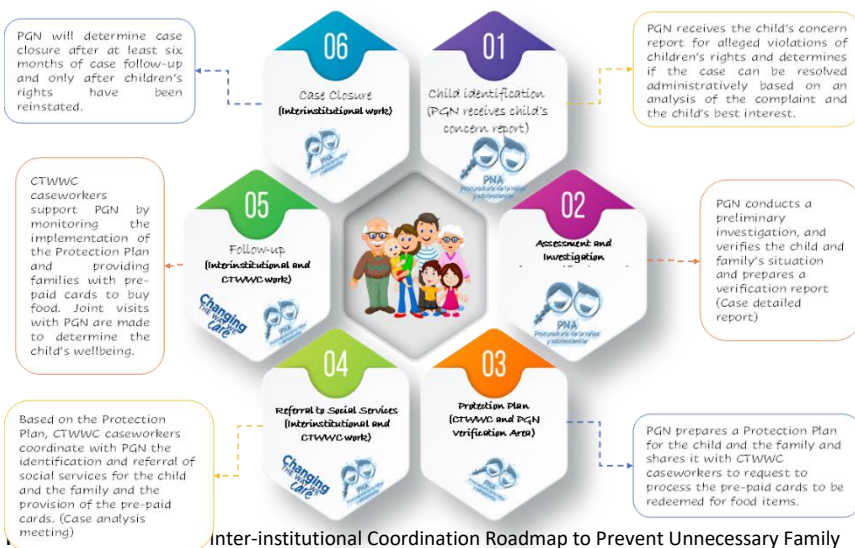 06
Case Closure
(Interinstitutional work)
PNA
01
Child identification
(PGN receives child's
concern report)
PNA
Procuraduría de la niñez
y adolescencia
PGN will determine case
closure after at least six
months of case follow-up
and only after children's
rights have been
reinstated.
PGN receives the child's concern
report for alleged violations of
children's rights and determines
if the case can be resolved
administratively based on an
analysis of the complaint and
the child's best interest.
CTWWC
caseworkers
support PGN by
monitoring the
implementation of
the Protection Plan
and providing
families with pre-
paid cards to buy
food. Joint visits
with PGN are made
to determine the
child's wellbeing.
05
Follow-up
(Interinstitutional and
CTWWC work)
Changing
THE WAY WE
Care
PNA
02
Assessment and
Investigation
PNA
Procuraduría de la niñez
y adolescencia
PGN conducts a
preliminary
investigation, and
verifies the child and
family's situation
and prepares a
verification report
(Case detailed
report)
04
Referral to Social Services
(Interinstitutional and
CTWWC work)
Changing
THE WAY WE
Care
PNA
03
Protection Plan
(CTWWC and PGN
Verification Area)
PNA
Based on the Protection
Plan, CTWWC caseworkers
coordinate with PGN the
identification and referral of
social services for the child
and the family and the
provision of the pre-paid
cards. (Case analysis
meeting)
PGN prepares a Protection Plan
for the child and the family and
shares it with CTWWC
caseworkers to request to
process the pre-paid cards to be
redeemed for food items.
Inter-institutional Coordination Roadmap to Prevent Unnecessary Family